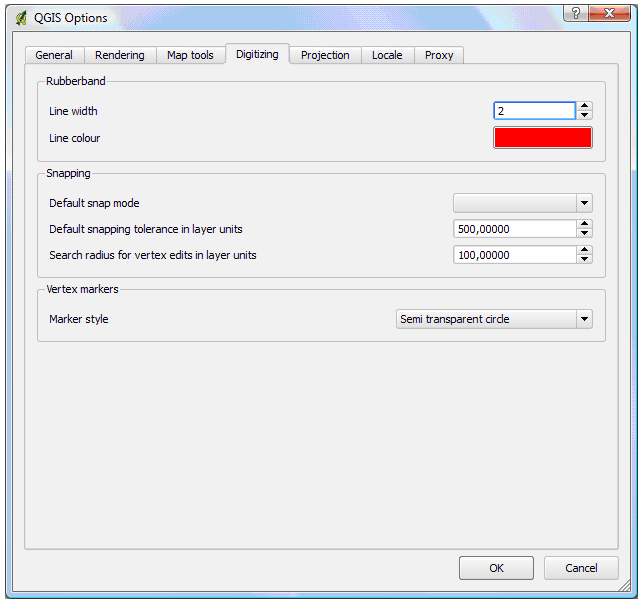 QGIS Options
?
General Rendering Map tools Digitizing Projection Locale Proxy
Rubberband
Line width 2
Line colour
Snapping
Default snap mode
Default snapping tolerance in layer units 500,00000
Search radius for vertex edits in layer units 100,00000
Vertex markers
Marker style Semi transparent circle
OK Cancel